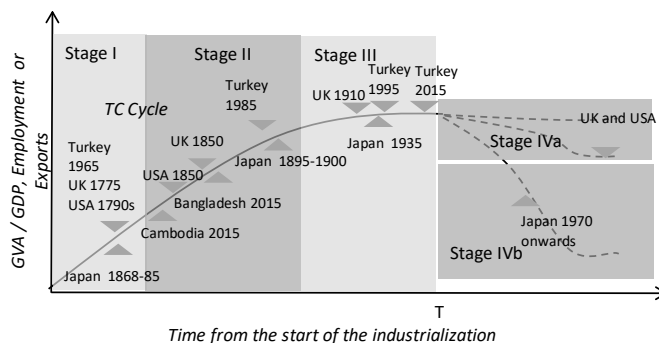 Stage I
Stage II
Stage III
TC Cycle
Turkey
1985
UK 1910
Turkey
1995
Turkey
2015
UK and USA
Turkey
1965
UK 1775
USA 1790s
UK 1850
USA 1850
Japan 1895-1900
Japan 1935
Stage IVa
Bangladesh 2015
Cambodia 2015
Japan 1868-85
Japan 1970
onwards
Stage IVb
GVA / GDP, Employment or
Exports
T
Time from the start of the industrialization